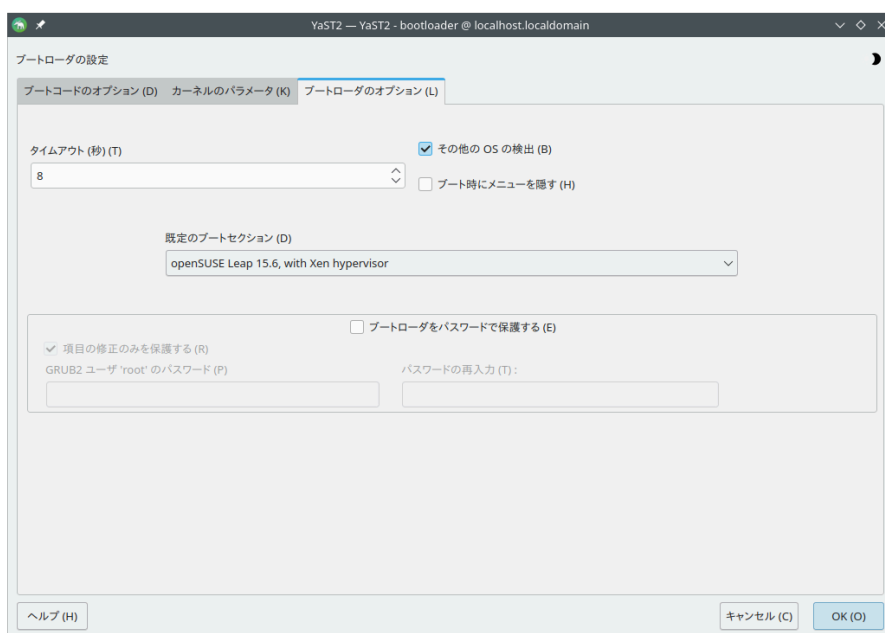 YaST2 — YaST2 - bootloader @ localhost.localdomain
ブートローダの設定
ブートコードのオプション (D) カーネルのパラメータ (K) ブートローダのオプション (L)
タイムアウト (秒) (T)
8
その他の OS の検出 (B)
ブート時にメニューを隠す (H)
既定のブートセクション (D)
openSUSE Leap 15.6, with Xen hypervisor
ブートローダをパスワードで保護する (E)
項目の修正のみを保護する (R)
GRUB2 ユーザ 'root' のパスワード (P)
パスワードの再入力 (T) :
ヘルプ (H) キャンセル (C) OK (O)